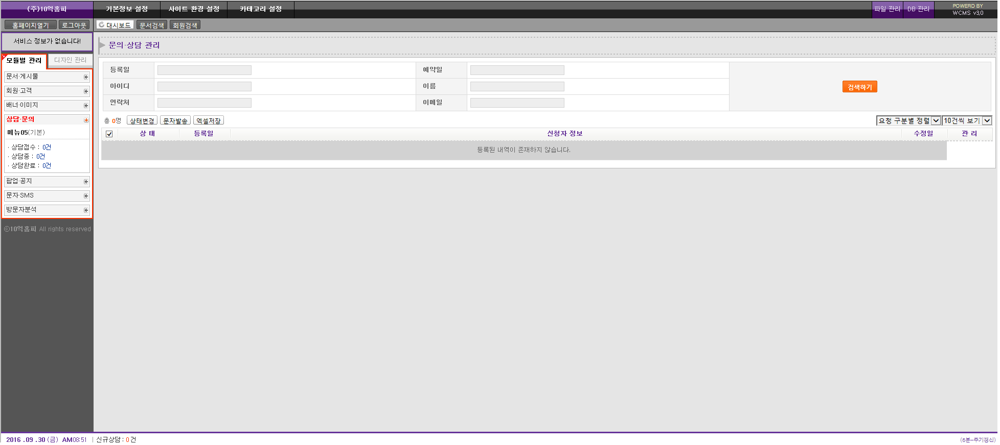 (주)10억홈피 기본정보 설정 사이트 환경 설정 카테고리 설정 파일 관리 DB 관리 POWERD BY
WCMS v3.0
홈페이지열기 로그아웃 대시보드 문서검색 회원검색
서비스 정보가 없습니다!
문의·상담 관리
모듈별 관리 디자인 관리
문서·게시물
회원·고객
배너·이미지
상담·문의
메뉴05(기본)
· 상담접수 : 0건
· 상담중 : 0건
· 상담완료 : 0건
팝업·공지
문자·SMS
방문자분석
ⓒ10억홈피 All rights reserved
등록일 예약일
아이디 이름
연락처 이메일
검색하기
총 0명 상태변경 문자발송 엑셀저장 요청 구분별 정렬 10건씩 보기
상 태 등록일 신청자 정보 수정일 관 리
등록된 내역이 존재하지 않습니다.
2016 .09 .30 (금) AM08:51 | 신규상담 : 0 건 (6분-주기갱신)